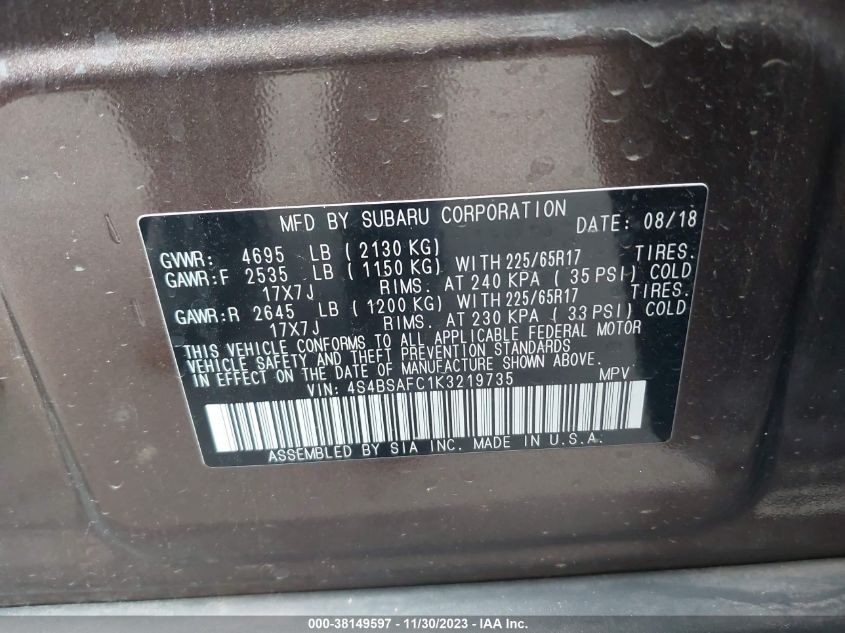 MFD BY SUBARU CORPORATION DATE: 08/18
GVWR: 4695 LB (2130 KG)
GAWR:F 2535 LB (1150 KG) WITH 225/65R17 TIRES.
17X7J RIMS. AT 240 KPA (35 PSI) COLD
GAWR:R 2645 LB (1200 KG) WITH 225/65R17 TIRES.
17X7J RIMS. AT 230 KPA (33 PSI) COLD
THIS VEHICLE CONFORMS TO ALL APPLICABLE FEDERAL MOTOR
VEHICLE SAFETY AND THEFT PREVENTION STANDARDS
IN EFFECT ON THE DATE OF MANUFACTURE SHOWN ABOVE.
VIN: 4S4BSAFC1K3219735 MPV
ASSEMBLED BY SIA INC. MADE IN U.S.A.
000-38149597 - 11/30/2023 - IAA Inc.